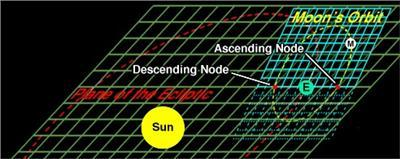 Moon's Orbit
M
Ascending Node
Descending Node
E
Plane of the Ecliptic
Sun